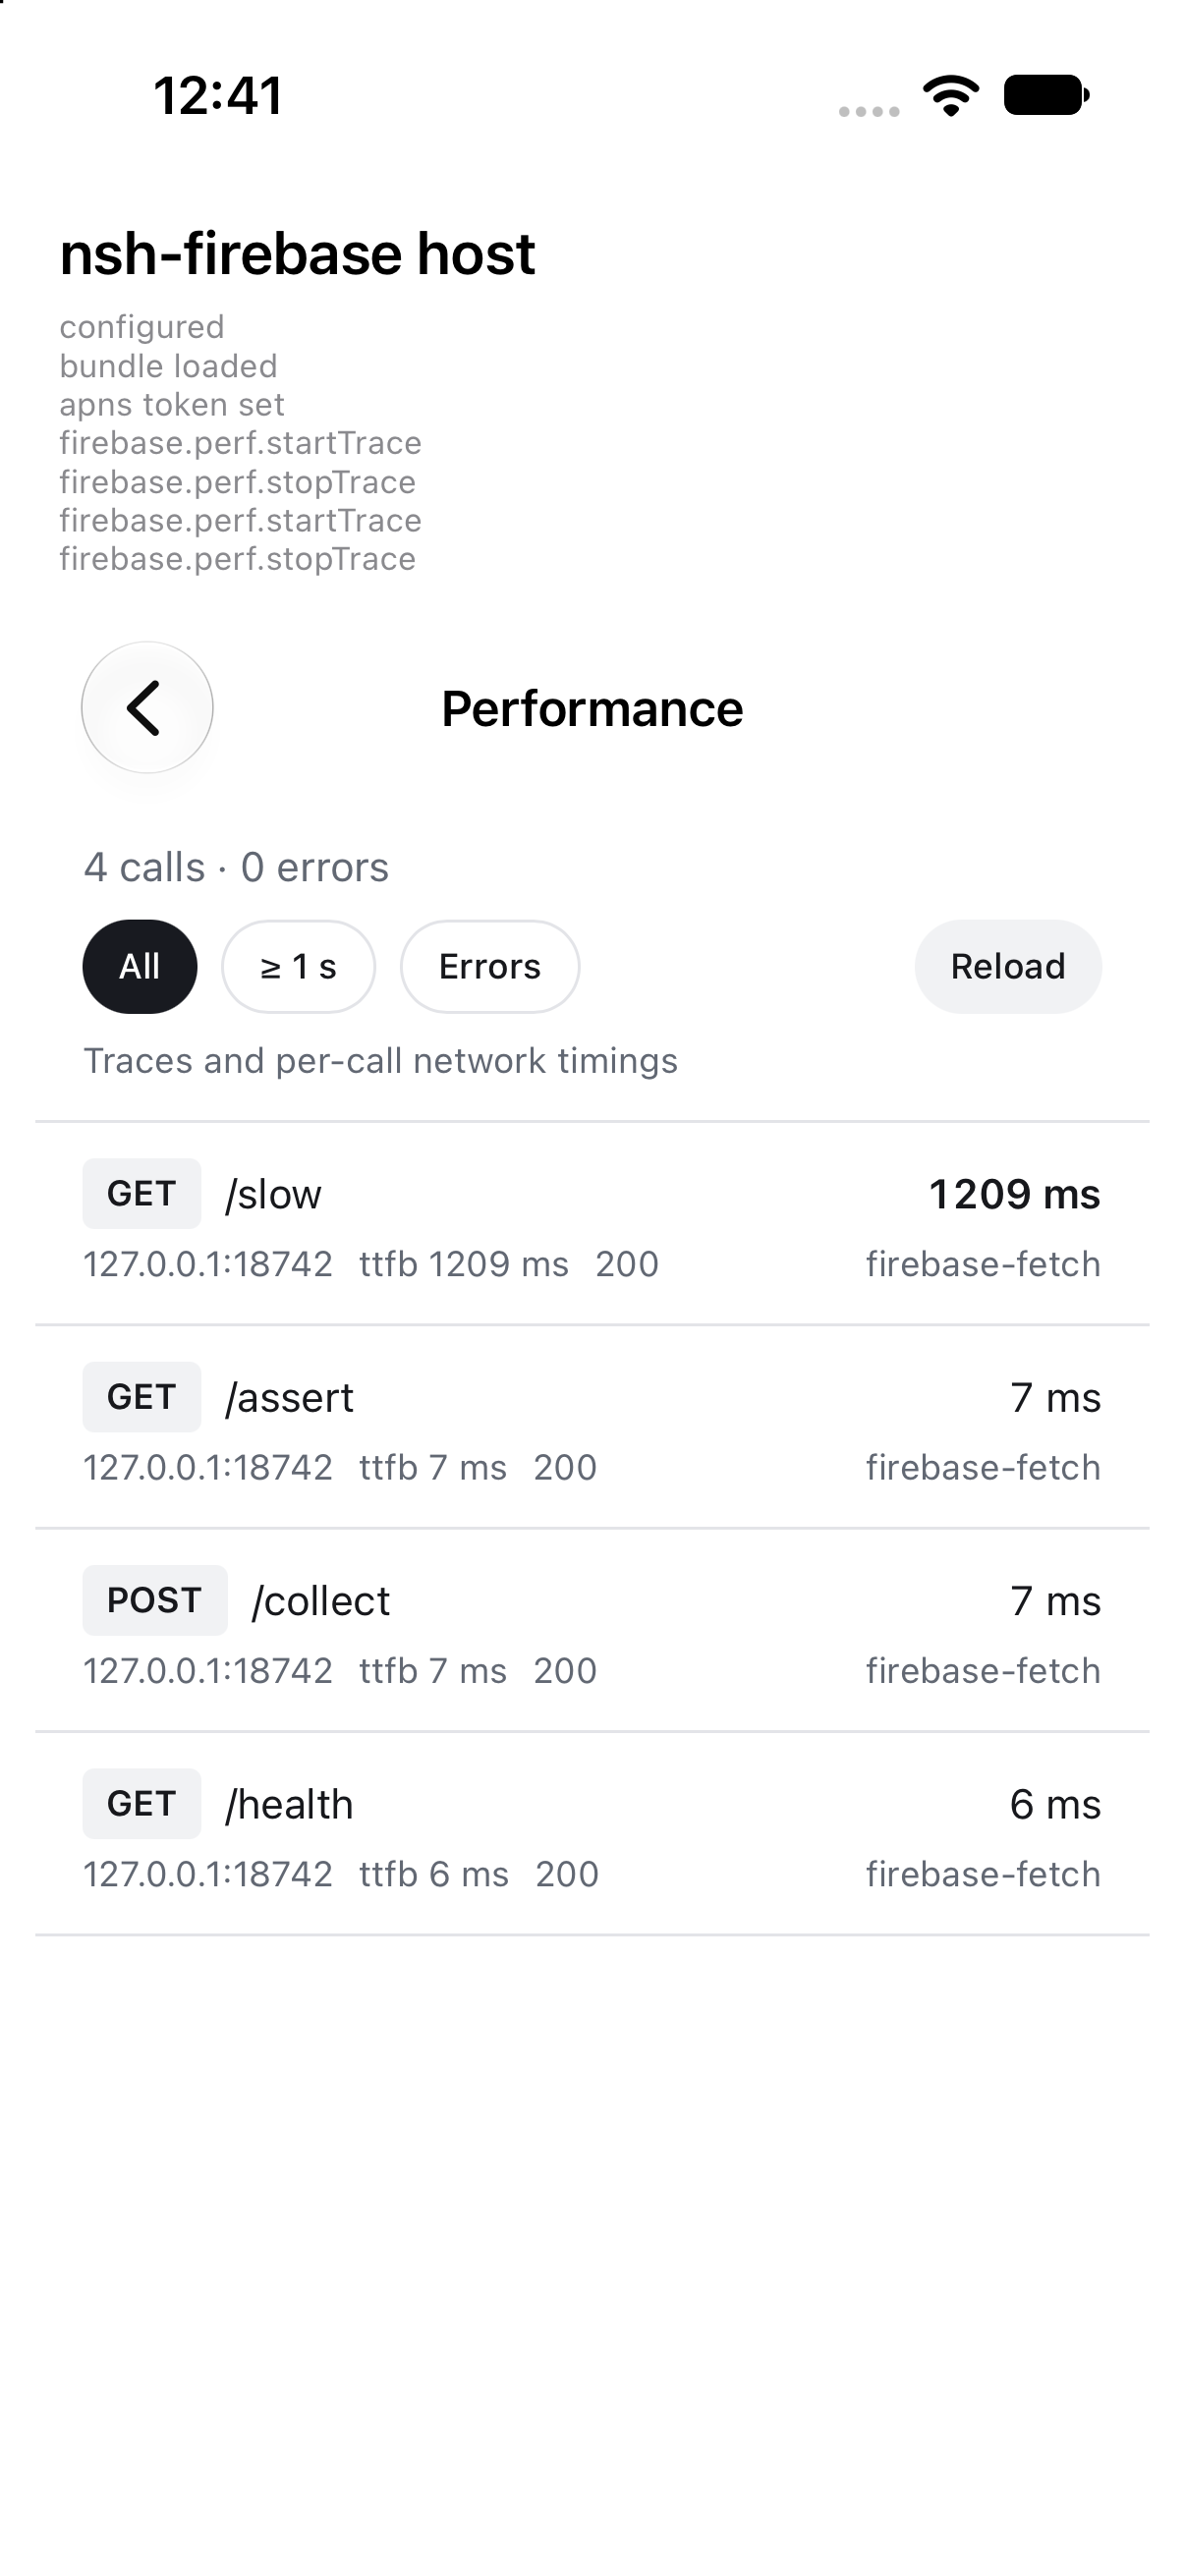 12:41
nsh-firebase host
configured
bundle loaded
apns token set
firebase.perf.startTrace
firebase.perf.stopTrace
firebase.perf.startTrace
firebase.perf.stopTrace
Performance
4 calls · 0 errors
All ≥ 1 s Errors Reload
Traces and per-call network timings
GET /slow 1209 ms
127.0.0.1:18742 ttfb 1209 ms 200 firebase-fetch
GET /assert 7 ms
127.0.0.1:18742 ttfb 7 ms 200 firebase-fetch
POST /collect 7 ms
127.0.0.1:18742 ttfb 7 ms 200 firebase-fetch
GET /health 6 ms
127.0.0.1:18742 ttfb 6 ms 200 firebase-fetch